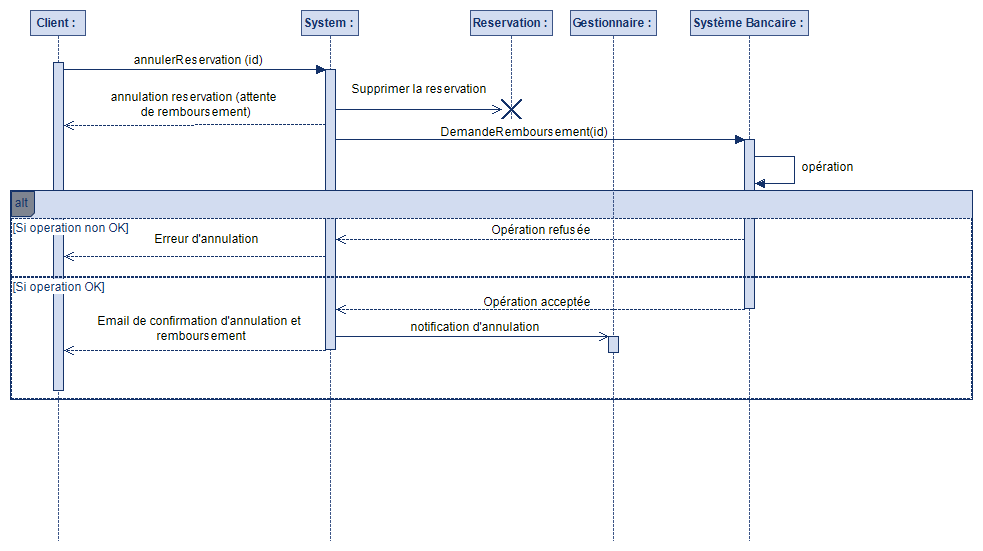 Client :
System :
Reservation :
Gestionnaire :
Système Bancaire :
annulerReservation (id)
Supprimer la reservation
annulation reservation (attente
de remboursement)
DemandeRemboursement(id)
opération
alt
[Si operation non OK]
Opération refusée
Erreur d'annulation
[Si operation OK]
Opération acceptée
Email de confirmation d'annulation et
remboursement
notification d'annulation